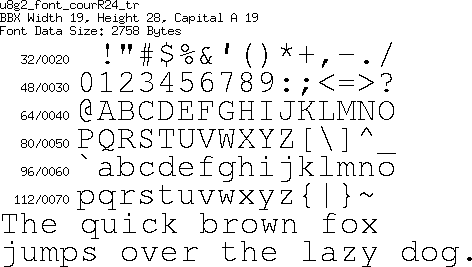 u8g2_font_courR24_tr
BBX Width 19, Height 28, Capital A 19
Font Data Size: 2758 Bytes
32/0020 !"#$%&'()*+,-./
48/0030 0123456789:;<=>?
64/0040 @ABCDEFGHIJKLMNO
80/0050 PQRSTUVWXYZ[\]^_
96/0060 `abcdefghijklmno
112/0070 pqrstuvwxyz{|}~
The quick brown fox
jumps over the lazy dog.